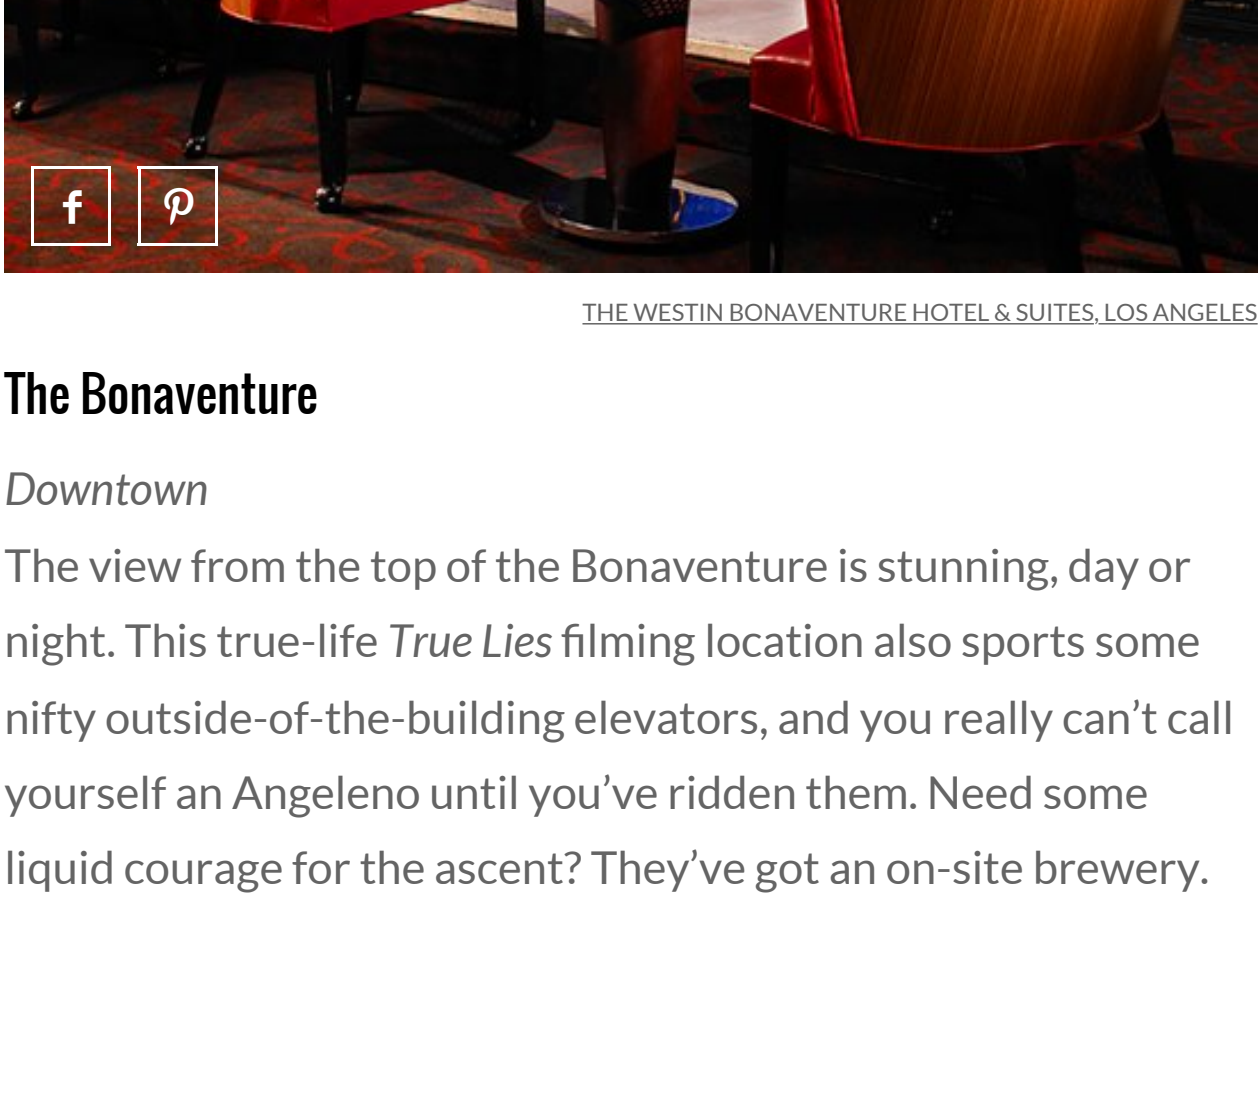 THE WESTIN BONAVENTURE HOTEL & SUITES, LOS ANGELES
The Bonaventure
Downtown
The view from the top of the Bonaventure is stunning, day or
night. This true-life True Lies filming location also sports some
nifty outside-of-the-building elevators, and you really can’t call
yourself an Angeleno until you’ve ridden them. Need some
liquid courage for the ascent? They’ve got an on-site brewery.